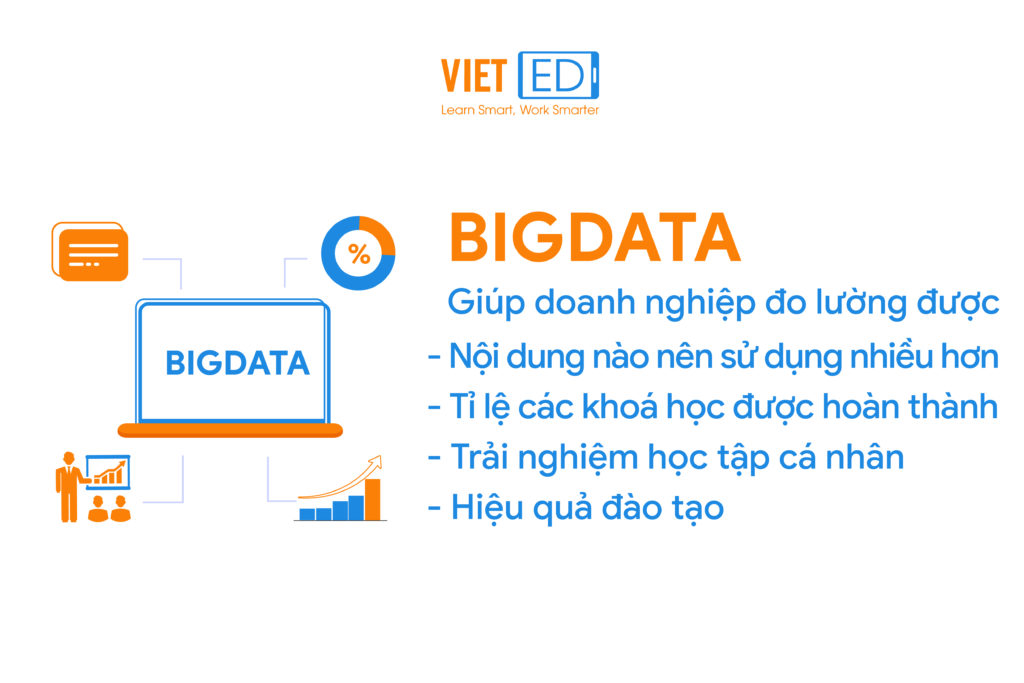 VIET ED
Learn Smart, Work Smarter
BIGDATA
Giúp doanh nghiệp đo lường được
- Nội dung nào nên sử dụng nhiều hơn
- Tỉ lệ các khoá học được hoàn thành
- Trải nghiệm học tập cá nhân
- Hiệu quả đào tạo
%
BIGDATA